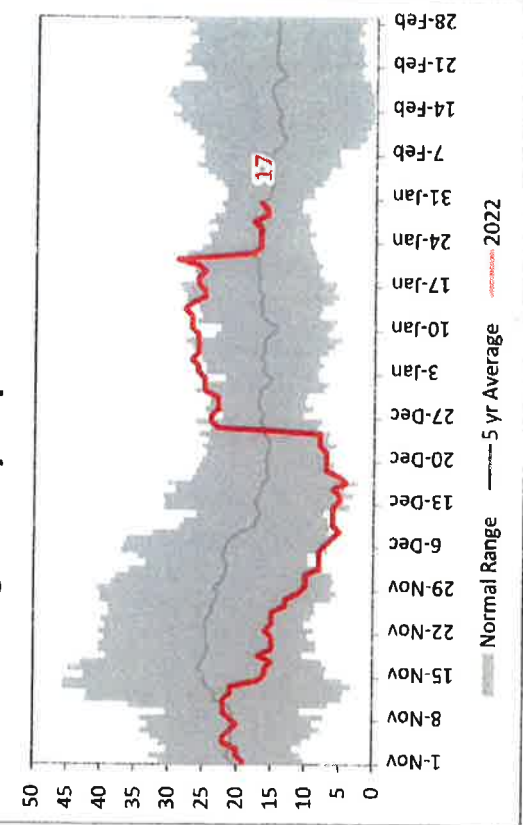 50
45
40
35
30
25
20
15
10
5
0
17
1-Nov
8-Nov
15-Nov
22-Nov
29-Nov
6-Dec
13-Dec
20-Dec
27-Dec
3-Jan
10-Jan
17-Jan
24-Jan
31-Jan
7-Feb
14-Feb
21-Feb
28-Feb
Normal Range 5 yr Average 2022